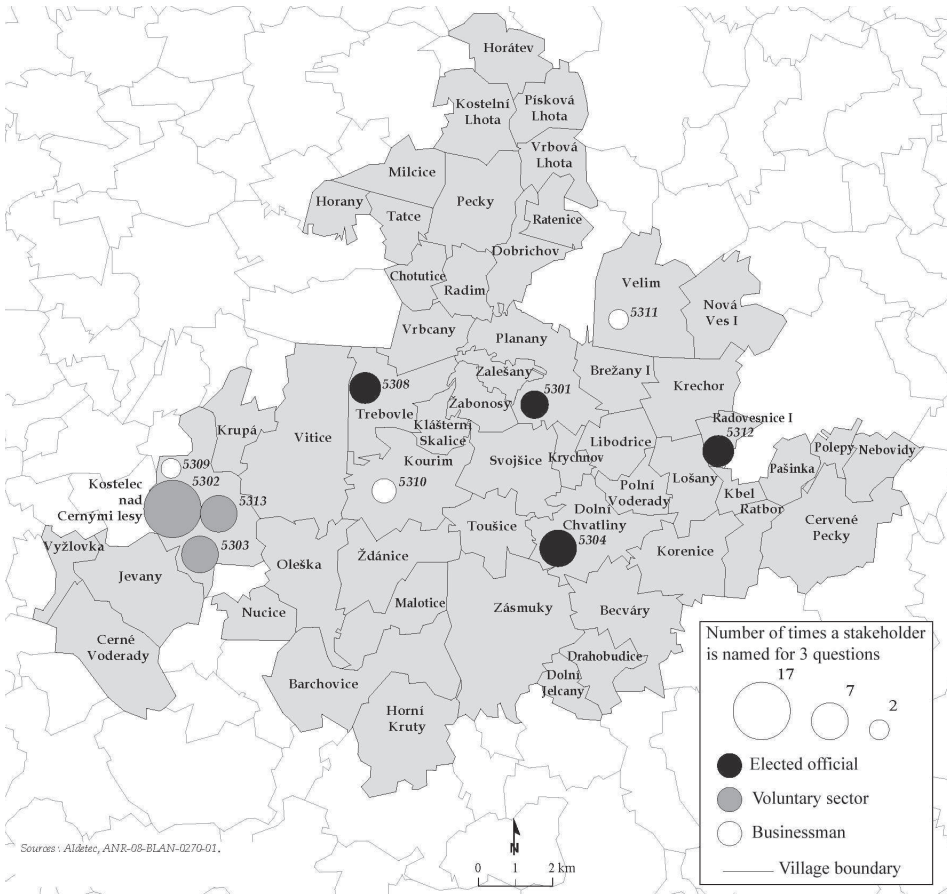 Horátev
Kostelní
Lhota
Písková
Lhota
Vrbová
Lhota
Milcice
Horany
Tatce
Pecky
Ratenice
Dobrichov
Chotutice
Radim
Velim
5311
Nová
Ves I
Vrbcany
Planany
Zalešany
Brežany I
Krechor
5308
Trebovle
Žabonosy
5301
Klášterní
Skalice
Radovesnice I
5312
Krupá
Vitice
Libodrice
Polepy
Nebovidy
Kourim
Svojšice
Krychnov
Pašinka
5309
5302
5310
Lošany
Kostelec
nad
Cernými lesy
5313
Polní
Voderady
Kbel
Ratbor
Dolní
Chvatliny
5304
Toušice
Cervené
Pecky
Vyžlovka
5303
Jevany
Oleška
Ždánice
Korenice
Nucice
Malotice
Zásmuky
Becváry
Cerné
Voderady
Drahobudice
Barchovice
Dolní
Jelcany
Horní
Kruty
Number of times a stakeholder
is named for 3 questions
17
7
2
Elected official
Voluntary sector
Businessman
Village boundary
Sources : Aldetec, ANR-08-BLAN-0270-01.
N
0 1 2 km